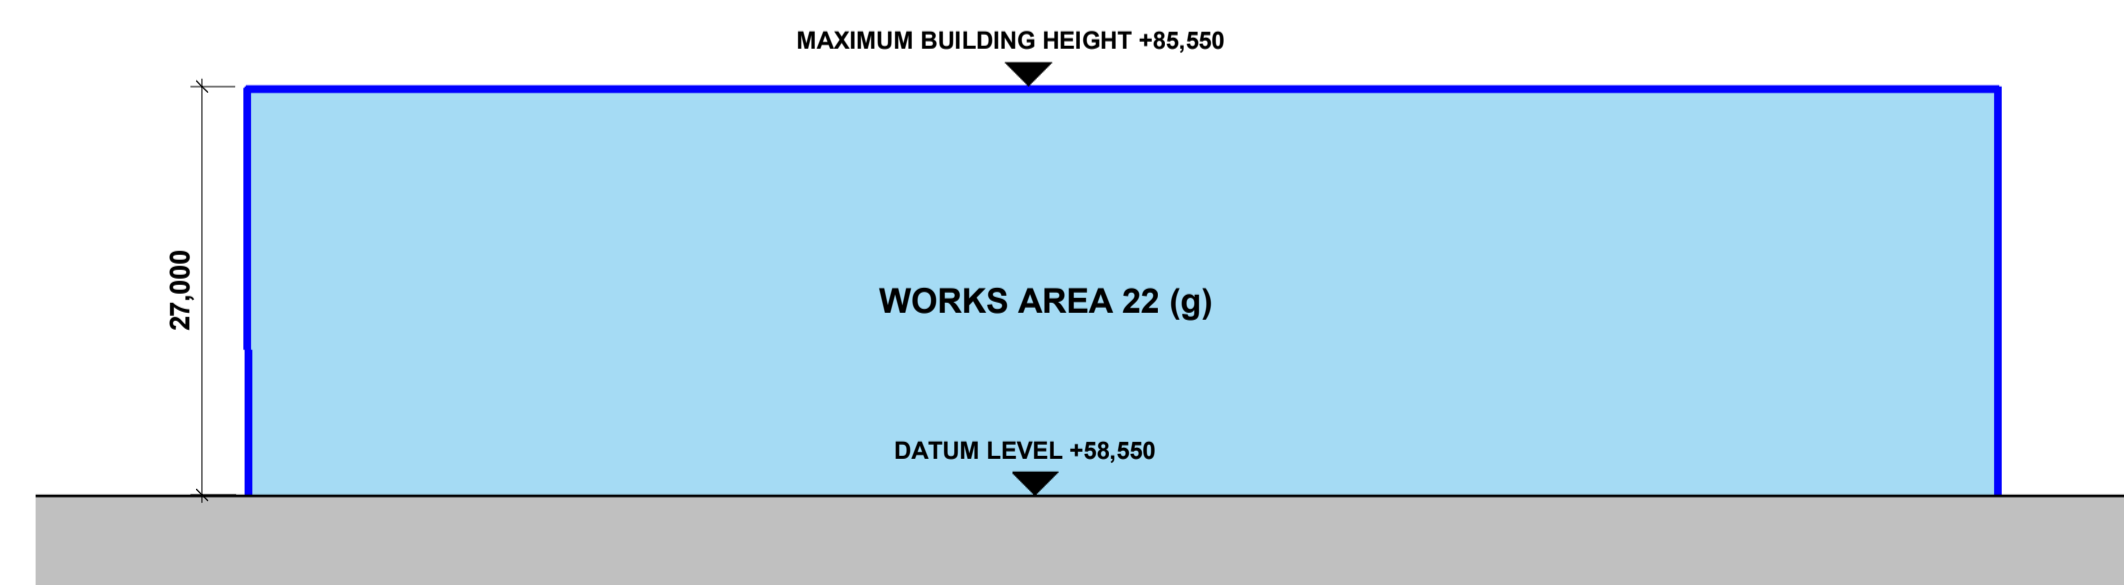 MAXIMUM BUILDING HEIGHT +85,550
27,000
WORKS AREA 22 (g)
DATUM LEVEL +58,550